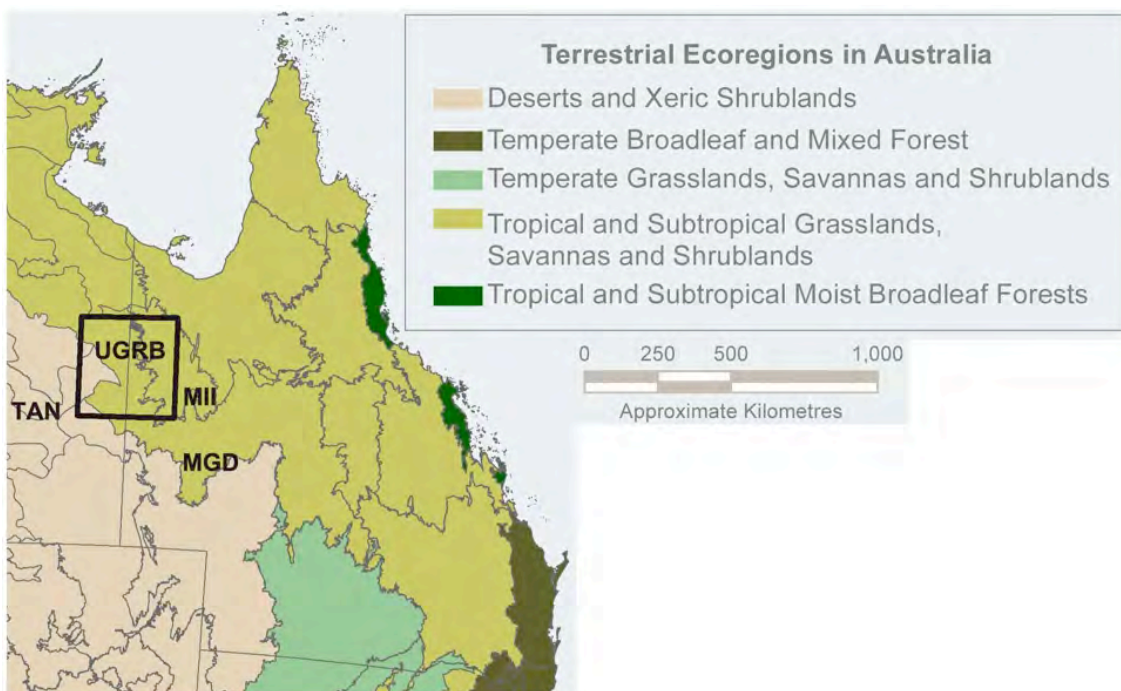 Terrestrial Ecoregions in Australia
Deserts and Xeric Shrublands
Temperate Broadleaf and Mixed Forest
Temperate Grasslands, Savannas and Shrublands
Tropical and Subtropical Grasslands,
Savannas and Shrublands
Tropical and Subtropical Moist Broadleaf Forests
0 250 500 1,000
Approximate Kilometres
UGRB
TAN MII
MGD